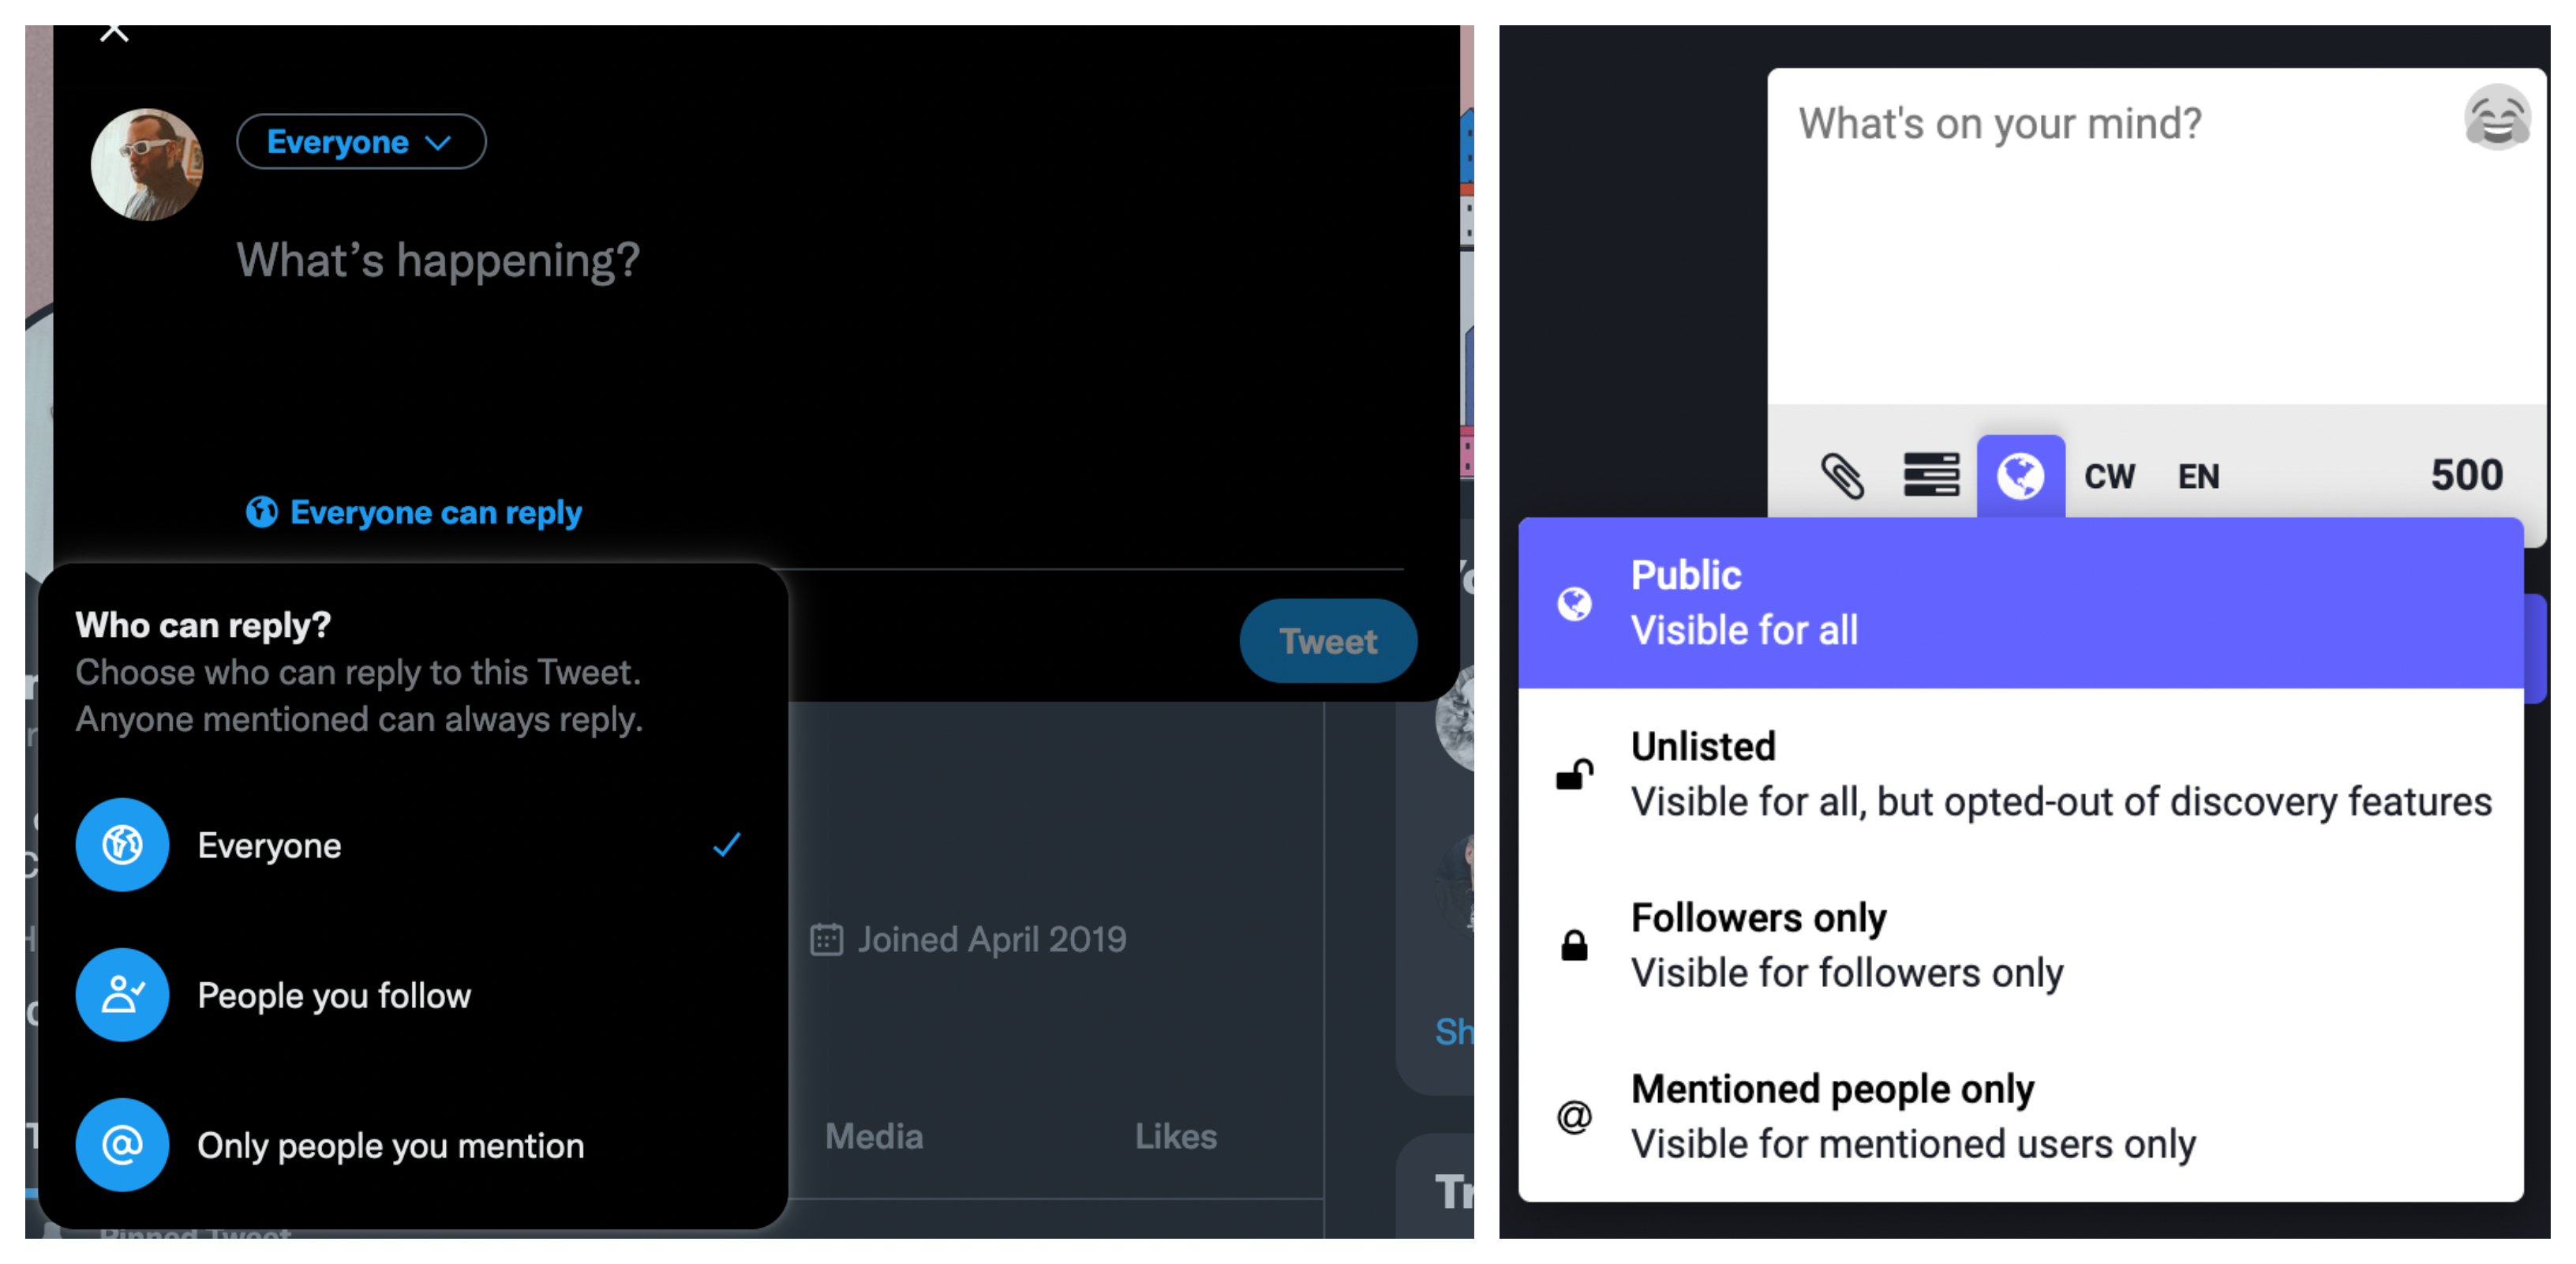 Everyone
What's happening?
Everyone can reply
Who can reply?
Choose who can reply to this Tweet.
Anyone mentioned can always reply.
Everyone
People you follow
@ Only people you mention
Tweet
Joined April 2019
Media Likes
Pinned Tweet
Sh
Tr
What's on your mind?
CW EN 500
Public
Visible for all
Unlisted
Visible for all, but opted-out of discovery features
Followers only
Visible for followers only
@ Mentioned people only
Visible for mentioned users only